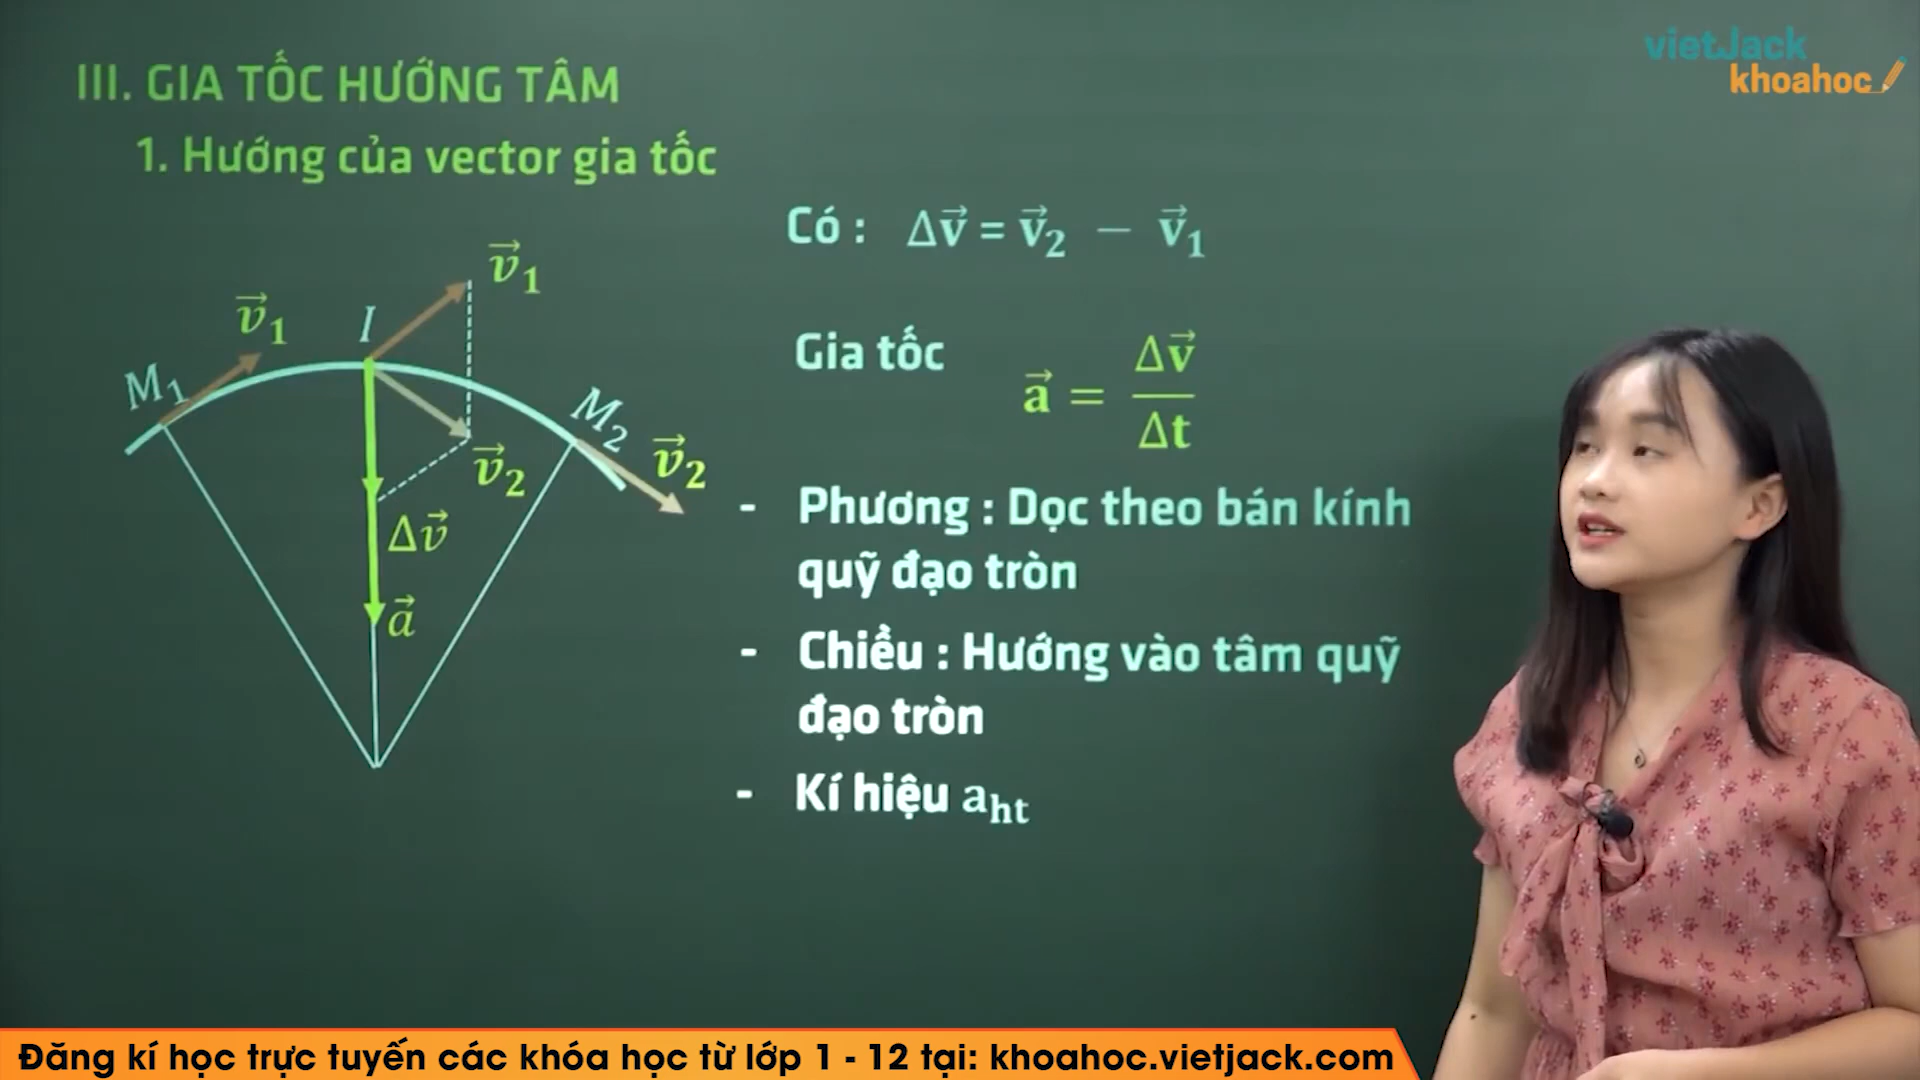 vietJack
khoahoc
III. GIA TỐC HƯỚNG TÂM
1. Hướng của vector gia tốc
Có : Δv⃗ = v⃗₂ − v⃗₁
v⃗₁
v⃗₁
I
M₁
M₂
v⃗₂
v⃗₂
Δv⃗
a⃗
Gia tốc a⃗ = Δv⃗ / Δt
- Phương : Dọc theo bán kính
quỹ đạo tròn
- Chiều : Hướng vào tâm quỹ
đạo tròn
- Kí hiệu aₕₜ
Đăng kí học trực tuyến các khóa học từ lớp 1 - 12 tại: khoahoc.vietjack.com